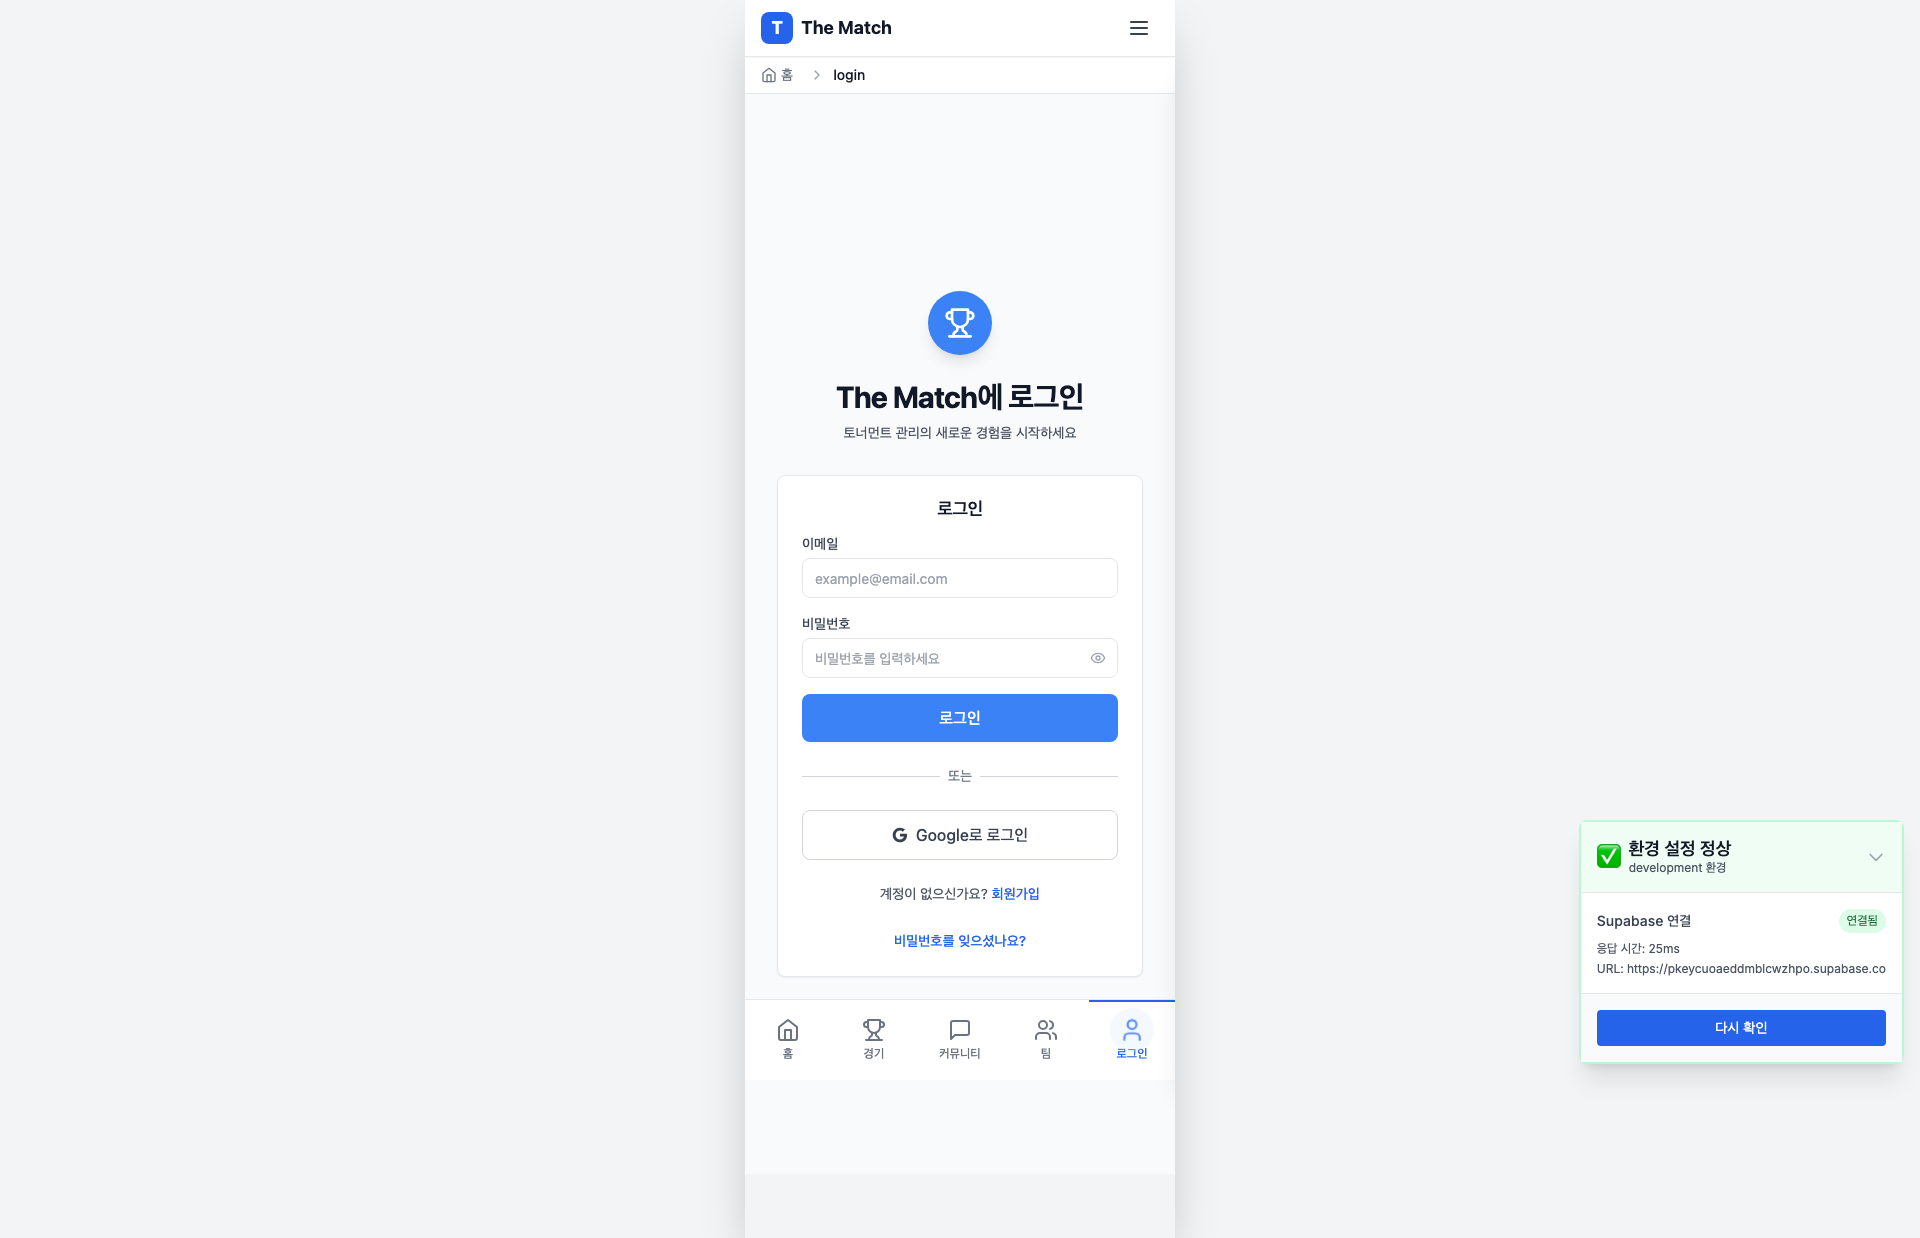 T The Match
홈 > login
The Match에 로그인
토너먼트 관리의 새로운 경험을 시작하세요
로그인
이메일
example@email.com
비밀번호
비밀번호를 입력하세요
로그인
또는
G Google로 로그인
계정이 없으신가요? 회원가입
비밀번호를 잊으셨나요?
홈 경기 커뮤니티 팀 로그인
환경 설정 정상
development 환경
Supabase 연결 연결됨
응답 시간: 25ms
URL: https://pkeycuoaeddmblcwzhpo.supabase.co
다시 확인